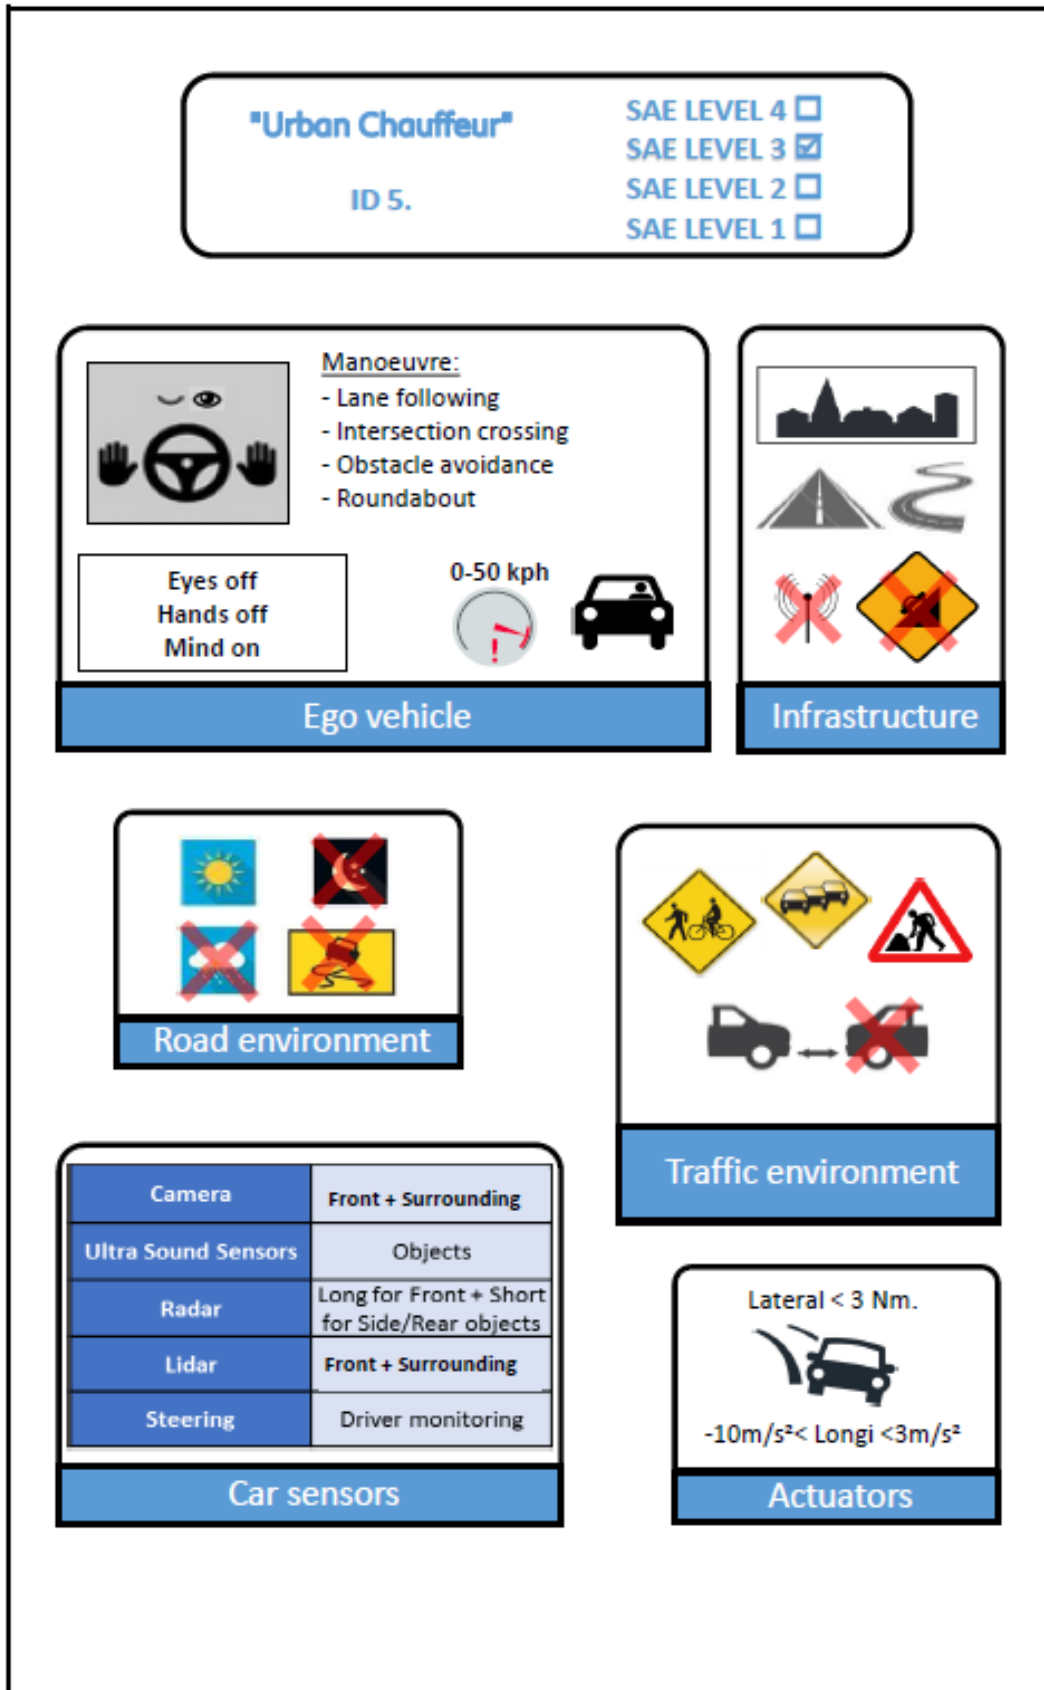 "Urban Chauffeur"
ID 5.
SAE LEVEL 4 ☐
SAE LEVEL 3 ☑
SAE LEVEL 2 ☐
SAE LEVEL 1 ☐
Manoeuvre:
- Lane following
- Intersection crossing
- Obstacle avoidance
- Roundabout
Eyes off
Hands off
Mind on
0-50 kph
Ego vehicle
Infrastructure
Road environment
Traffic environment
Camera
Front + Surrounding
Ultra Sound Sensors
Objects
Radar
Long for Front + Short
for Side/Rear objects
Lidar
Front + Surrounding
Steering
Driver monitoring
Car sensors
Lateral < 3 Nm.
-10m/s²< Longi <3m/s²
Actuators